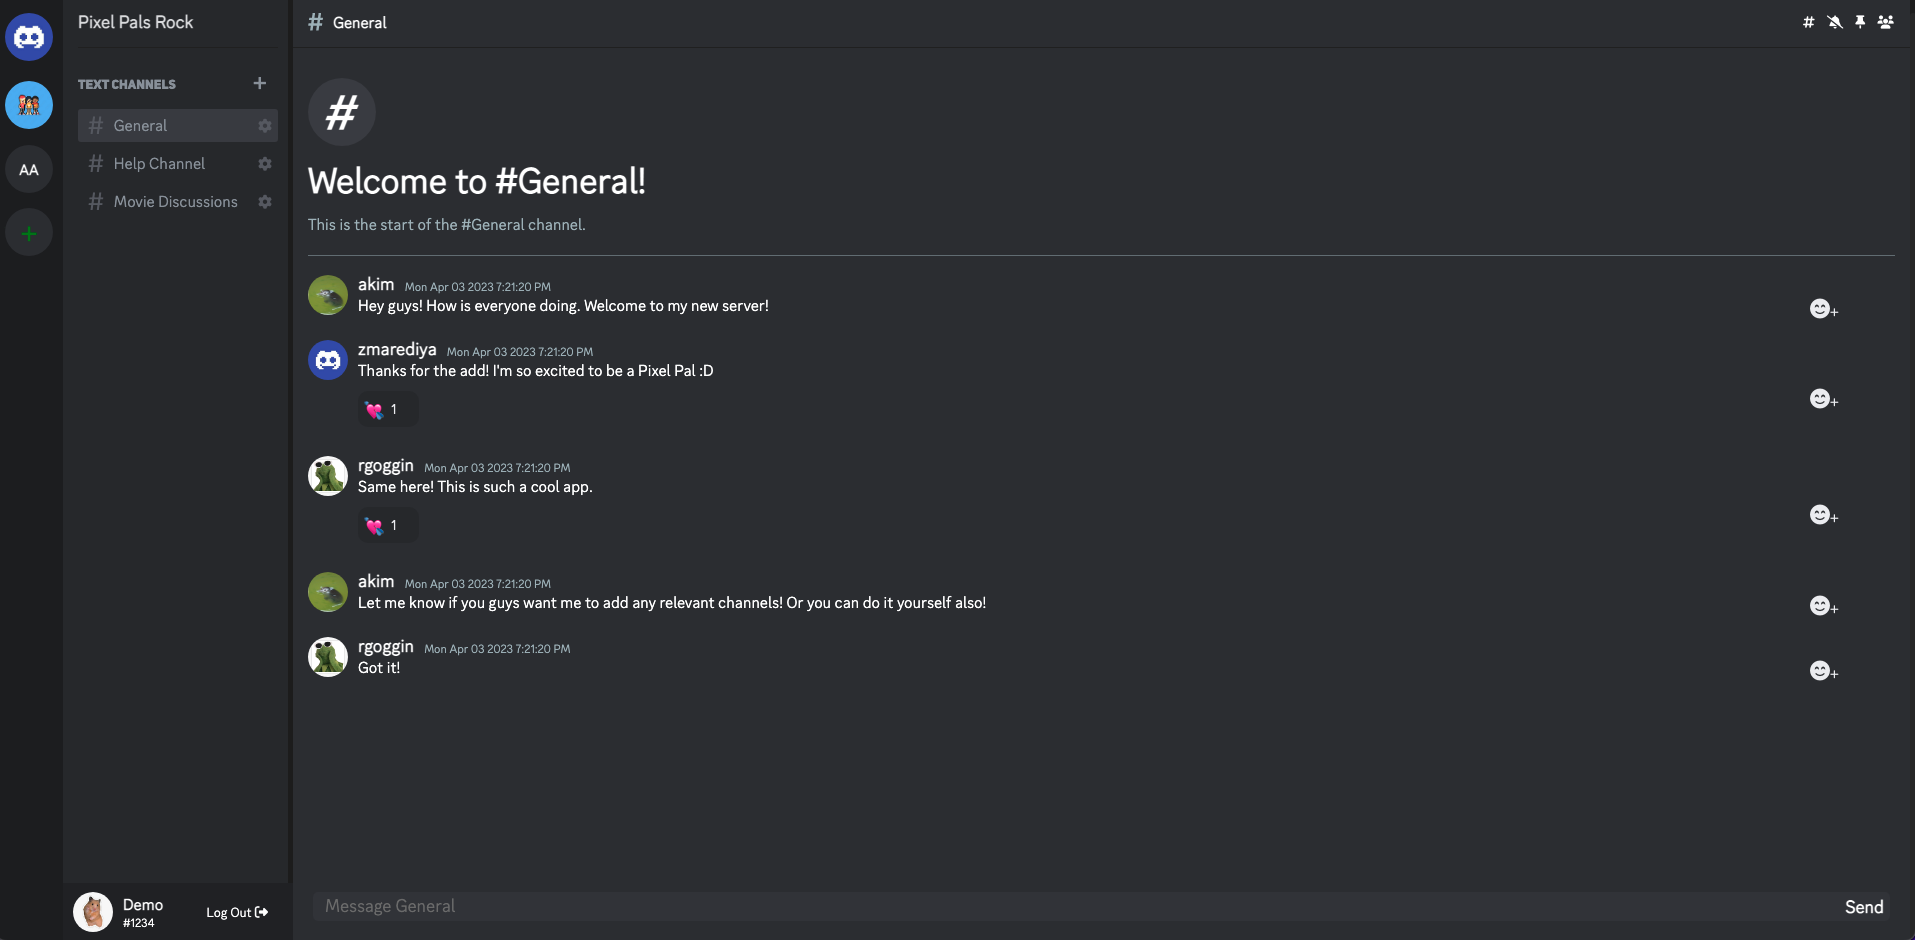 Pixel Pals Rock
TEXT CHANNELS
General
Help Channel
Movie Discussions
AA
Demo
#1234
Log Out
# General
#
Welcome to #General!
This is the start of the #General channel.
akim Mon Apr 03 2023 7:21:20 PM
Hey guys! How is everyone doing. Welcome to my new server!
zmarediya Mon Apr 03 2023 7:21:20 PM
Thanks for the add! I'm so excited to be a Pixel Pal :D
1
rgoggin Mon Apr 03 2023 7:21:20 PM
Same here! This is such a cool app.
1
akim Mon Apr 03 2023 7:21:20 PM
Let me know if you guys want me to add any relevant channels! Or you can do it yourself also!
rgoggin Mon Apr 03 2023 7:21:20 PM
Got it!
Message General
Send